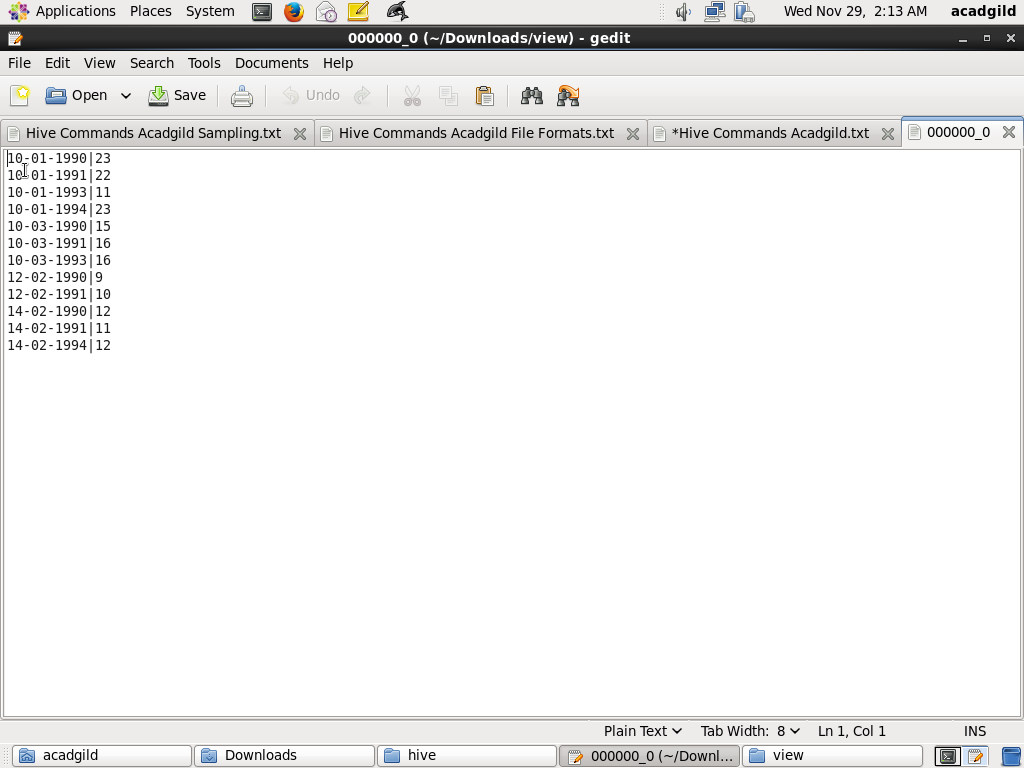 Applications Places System Wed Nov 29, 2:13 AM acadgild
000000_0 (~/Downloads/view) - gedit
File Edit View Search Tools Documents Help
Open Save Undo
Hive Commands Acadgild Sampling.txt Hive Commands Acadgild File Formats.txt *Hive Commands Acadgild.txt 000000_0
10-01-1990|23
10-01-1991|22
10-01-1993|11
10-01-1994|23
10-03-1990|15
10-03-1991|16
10-03-1993|16
12-02-1990|9
12-02-1991|10
14-02-1990|12
14-02-1991|11
14-02-1994|12
Plain Text Tab Width: 8 Ln 1, Col 1 INS
acadgild Downloads hive 000000_0 (~/Downl... view